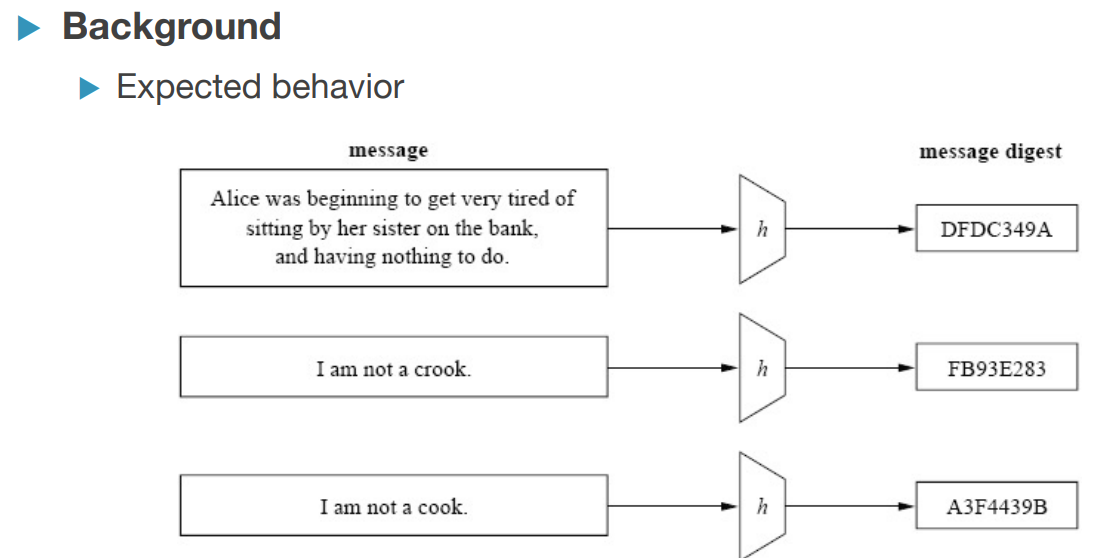 Background
Expected behavior
message
message digest
Alice was beginning to get very tired of
sitting by her sister on the bank,
and having nothing to do.
h
DFDC349A
I am not a crook.
h
FB93E283
I am not a cook.
h
A3F4439B